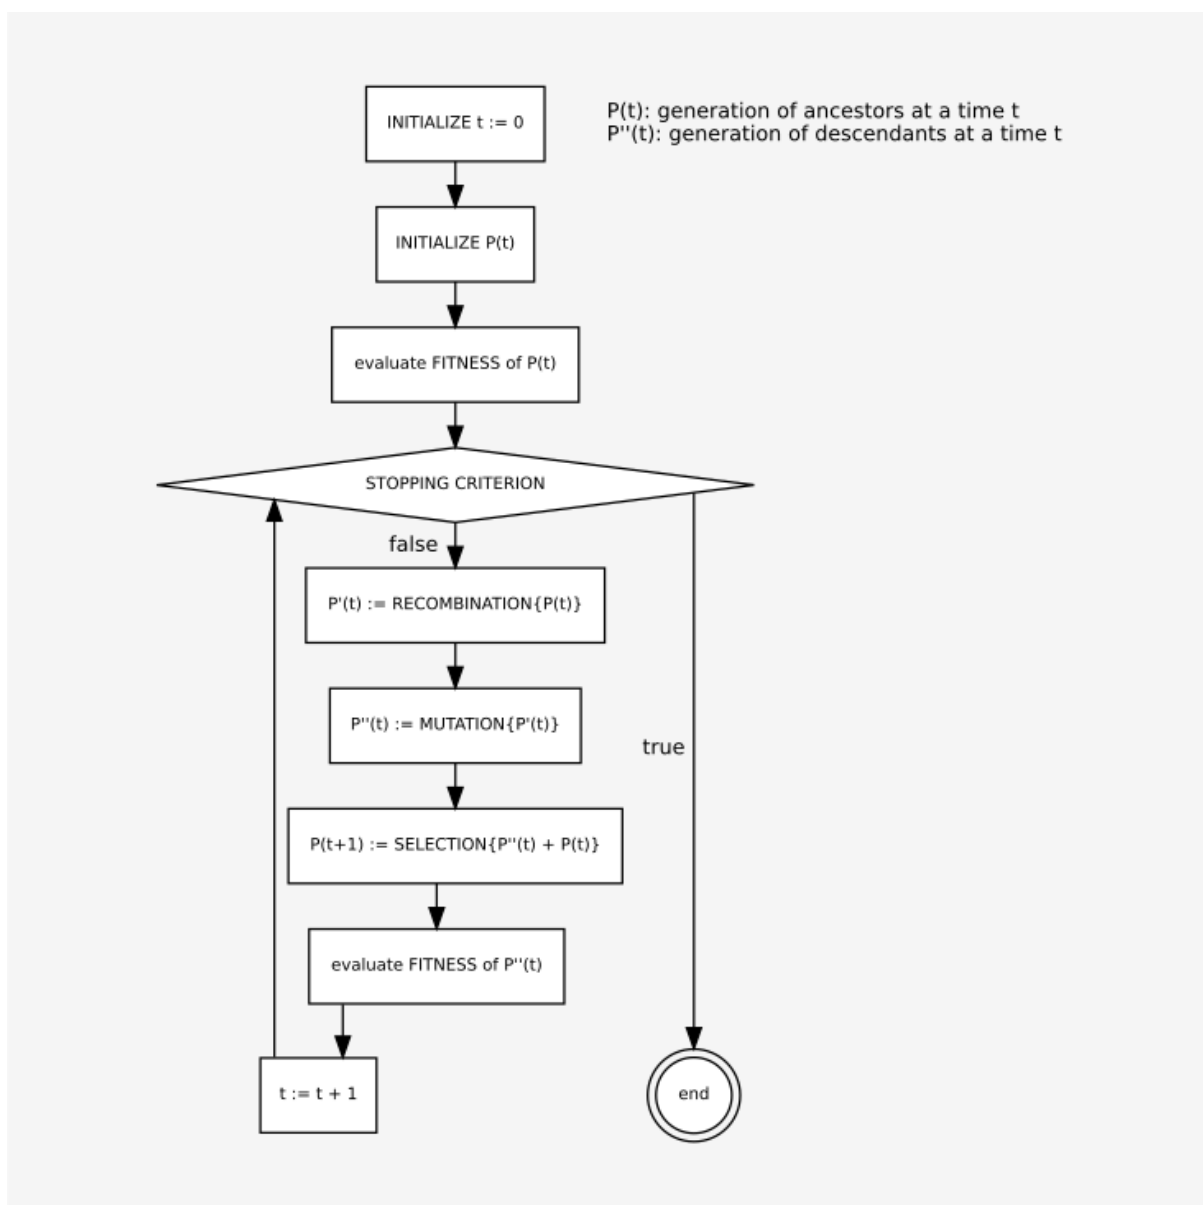 INITIALIZE t := 0
P(t): generation of ancestors at a time t
P''(t): generation of descendants at a time t
INITIALIZE P(t)
evaluate FITNESS of P(t)
STOPPING CRITERION
false
P'(t) := RECOMBINATION{P(t)}
P''(t) := MUTATION{P'(t)}
true
P(t+1) := SELECTION{P''(t) + P(t)}
evaluate FITNESS of P''(t)
t := t + 1
end